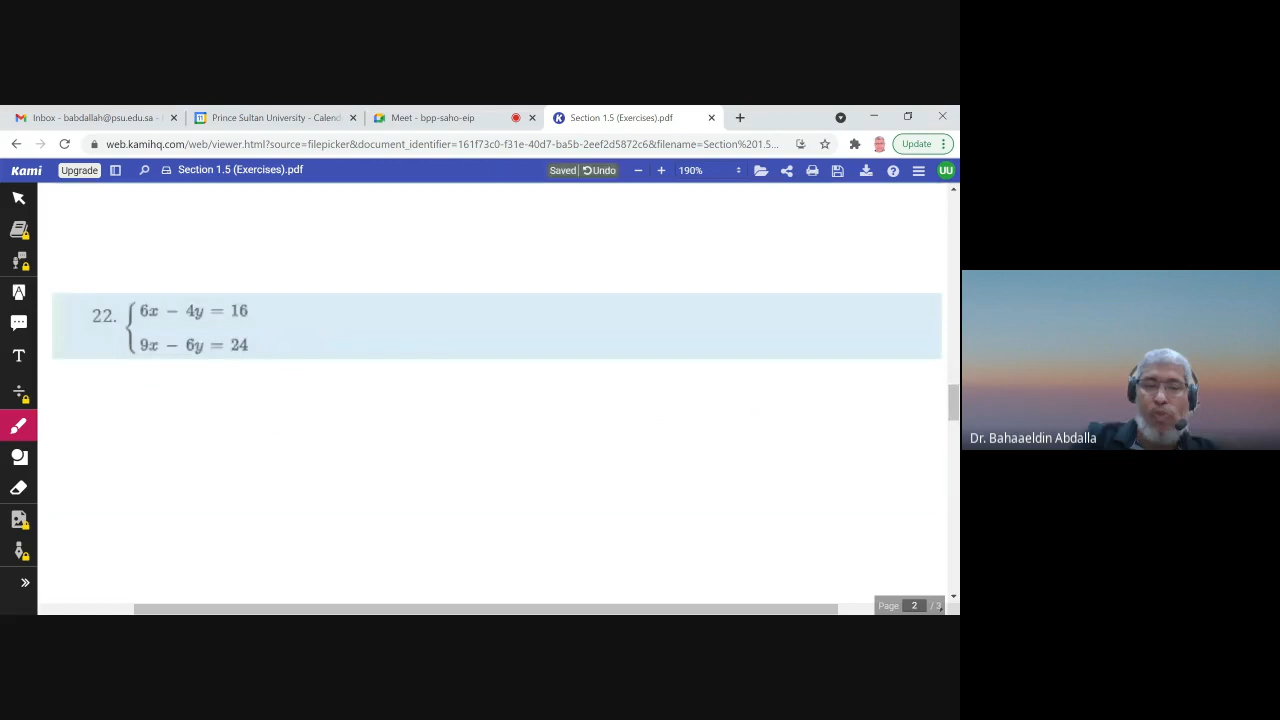 Inbox - babdallah@psu.edu.sa -
Prince Sultan University - Calend
Meet - bpp-saho-eip
Section 1.5 (Exercises).pdf
web.kamihq.com/web/viewer.html?source=filepicker&document_identifier=161f73c0-f31e-40d7-ba5b-2eef2d5872c6&filename=Section%201.5...
Update
Kami
Upgrade
Section 1.5 (Exercises).pdf
Saved
Undo
190%
UU
22. { 6x − 4y = 16
9x − 6y = 24
Dr. Bahaaeldin Abdalla
Page 2 / 3